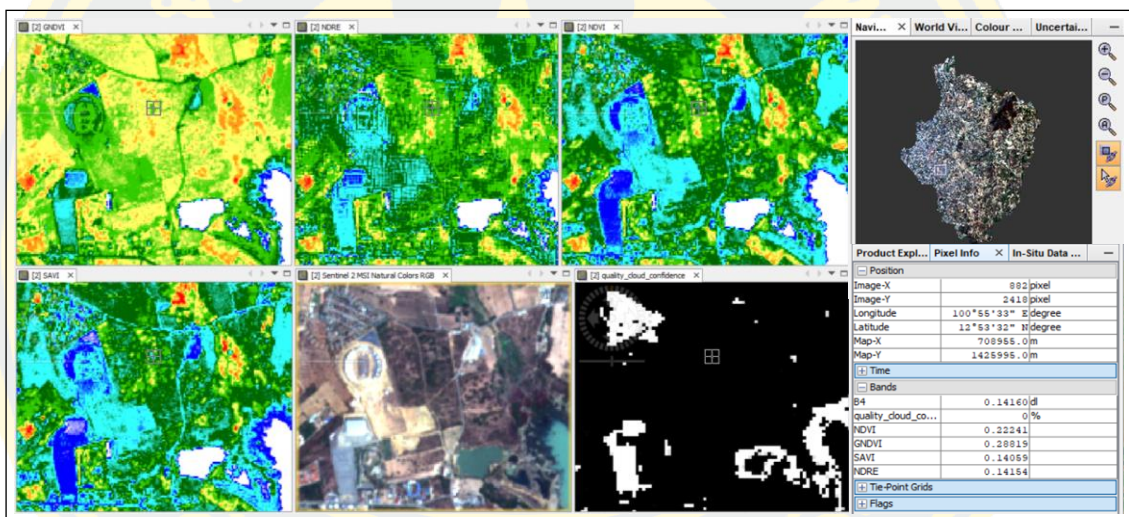 [2] GNDVI
[2] NDRE
[2] NDVI
Navi...
World Vi...
Colour ...
Uncertai...
[2] SAVI
[2] Sentinel 2 MSI Natural Colors RGB
[2] quality_cloud_confidence
Product Expl...
Pixel Info
In-Situ Data ...
Position
Image-X 882 pixel
Image-Y 2418 pixel
Longitude 100°55'33" E degree
Latitude 12°53'32" N degree
Map-X 708955.0 m
Map-Y 1425995.0 m
Time
Bands
B4 0.14160 dl
quality_cloud_co... 0 %
NDVI 0.22241
GNDVI 0.28819
SAVI 0.14059
NDRE 0.14154
Tie-Point Grids
Flags